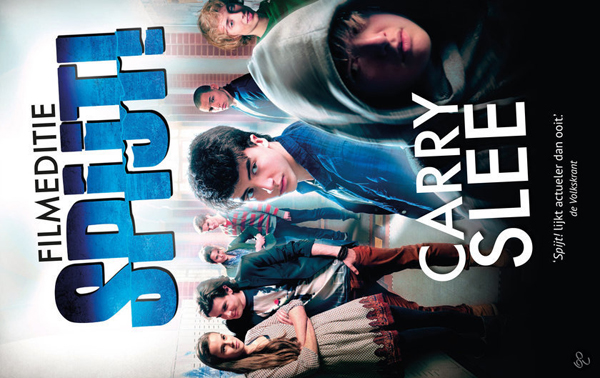 FILMEDITIE
SPIJT!
CARRY
SLEE
'Spijt! lijkt actueler dan ooit.'
de Volkskrant